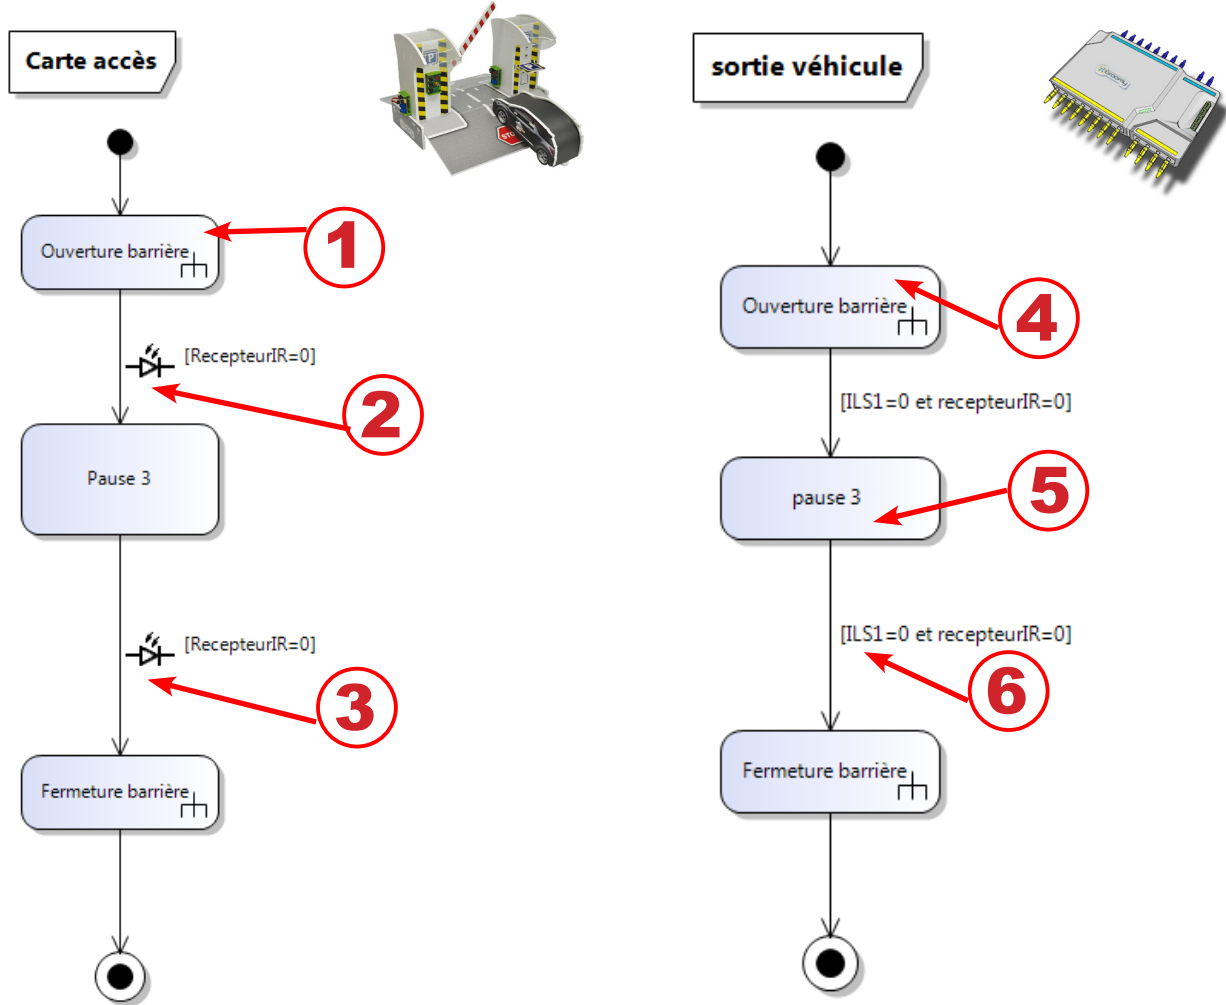 Carte accès
Ouverture barrière
1
[RecepteurIR=0]
2
Pause 3
[RecepteurIR=0]
3
Fermeture barrière
P
STO
sortie véhicule
Ouverture barrière
4
[ILS1=0 et recepteurIR=0]
pause 3
5
[ILS1=0 et recepteurIR=0]
6
Fermeture barrière